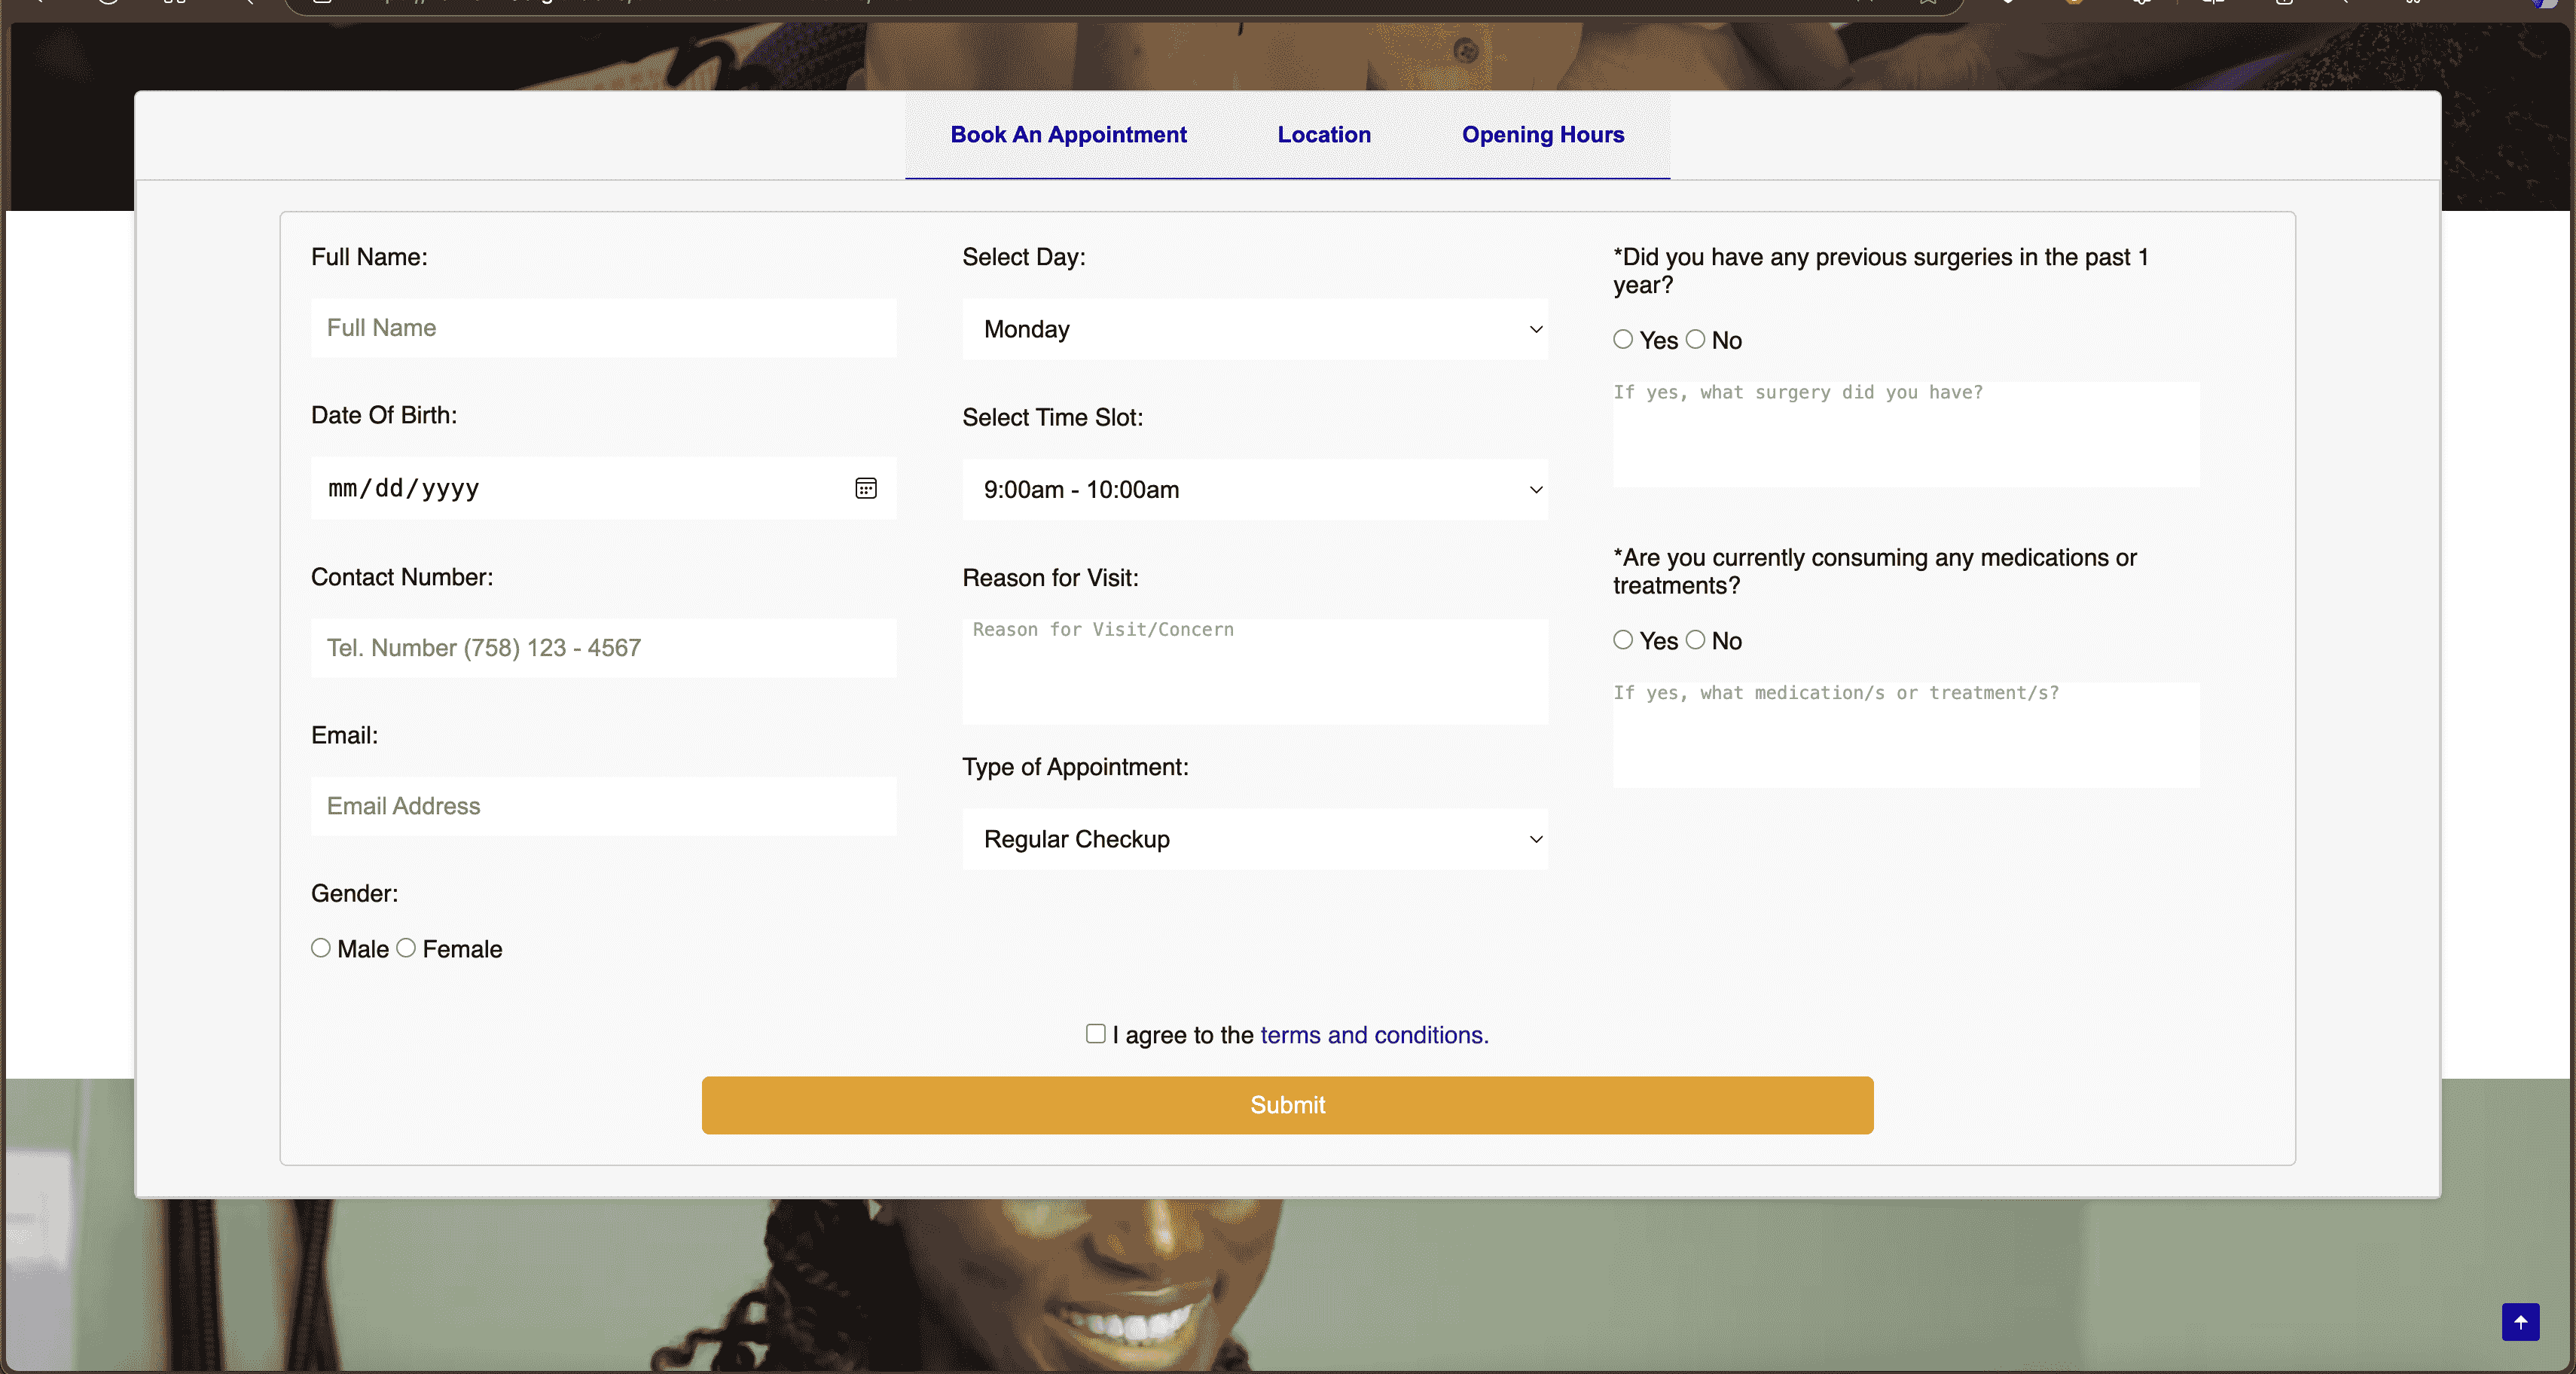 Book An Appointment
Location
Opening Hours
Full Name:
Full Name
Date Of Birth:
mm/dd/yyyy
Contact Number:
Tel. Number (758) 123 - 4567
Email:
Email Address
Gender:
Male Female
Select Day:
Monday
Select Time Slot:
9:00am - 10:00am
Reason for Visit:
Reason for Visit/Concern
Type of Appointment:
Regular Checkup
*Did you have any previous surgeries in the past 1
year?
Yes No
If yes, what surgery did you have?
*Are you currently consuming any medications or
treatments?
Yes No
If yes, what medication/s or treatment/s?
I agree to the terms and conditions.
Submit